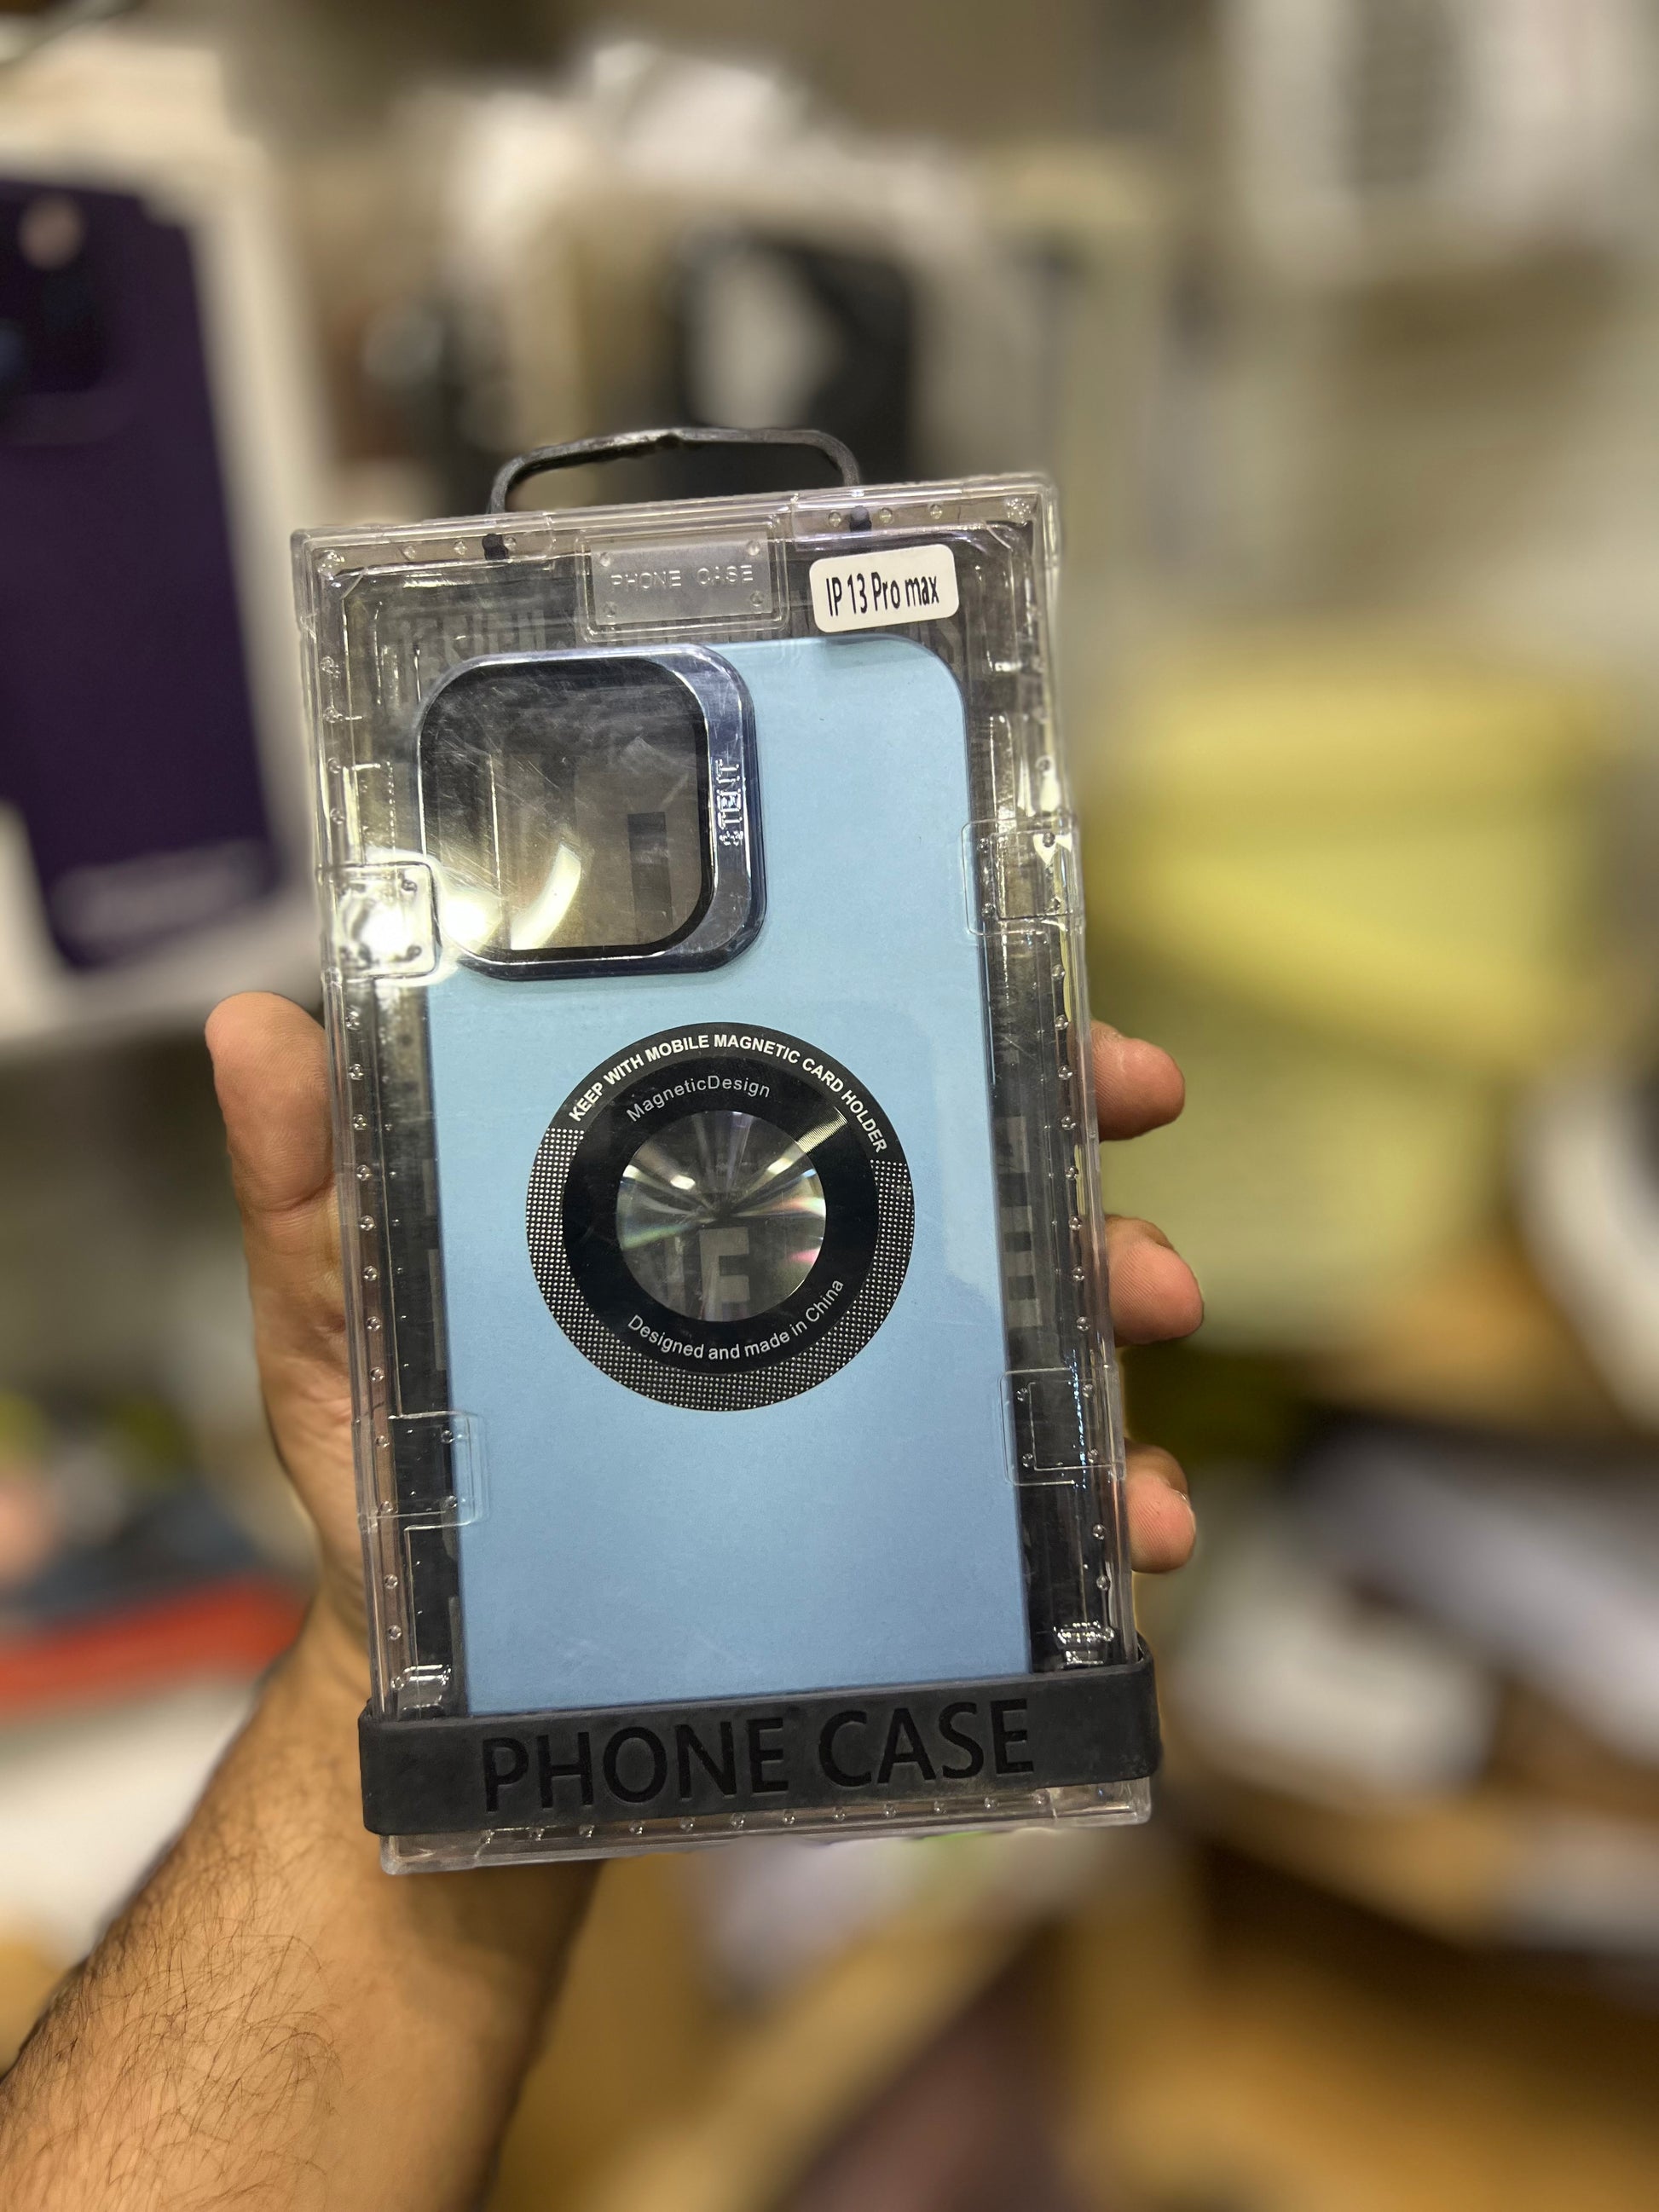 PHONE CASE
IP 13 Pro max
KEEP WITH MOBILE MAGNETIC CARD HOLDER
MagneticDesign
Designed and made in China
PHONE CASE